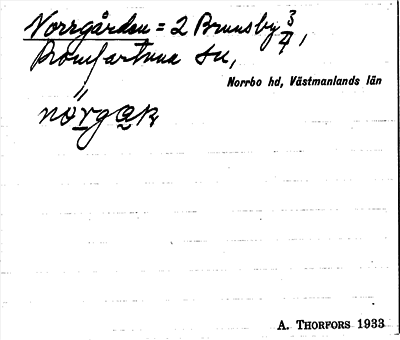 Norrgården = 2 Brunsby 3/4,
Romfartuna sn,
Norrbo hd, Västmanlands län
"
A. THORFORS 1933